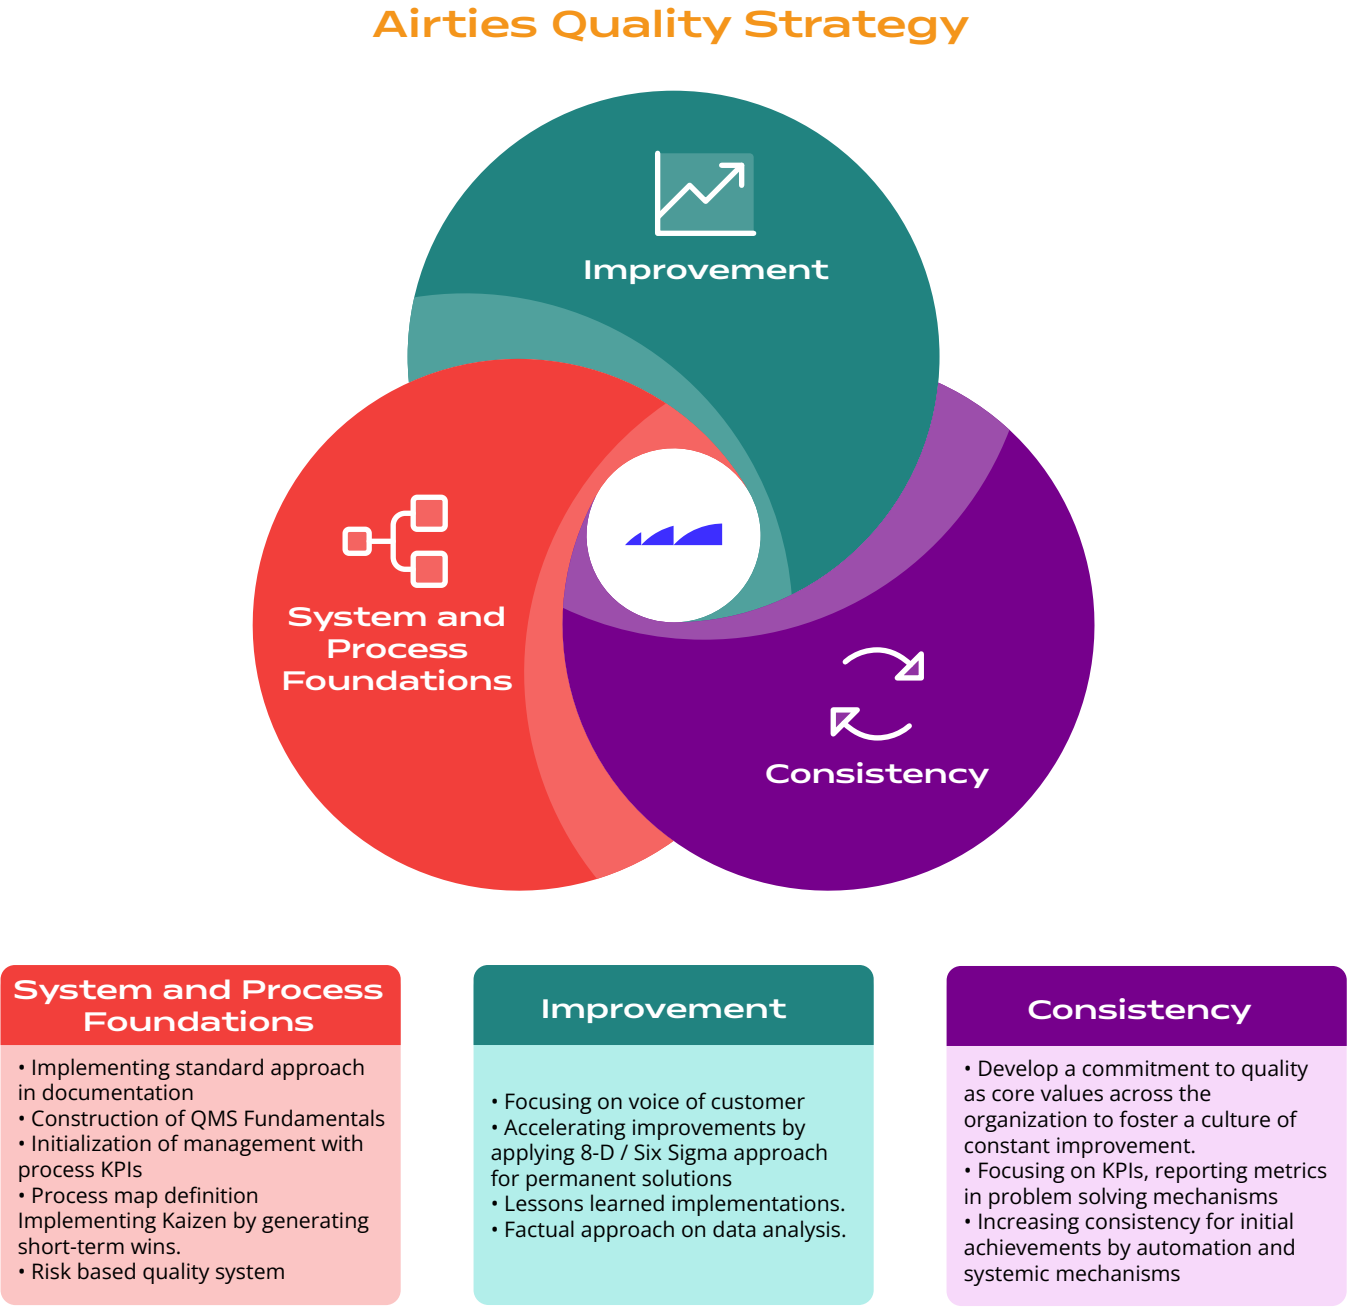 Airties Quality Strategy
Improvement
System and
Process
Foundations
Consistency
System and Process
Foundations
• Implementing standard approach
in documentation
• Construction of QMS Fundamentals
• Initialization of management with
process KPIs
• Process map definition
Implementing Kaizen by generating
short-term wins.
• Risk based quality system
Improvement
• Focusing on voice of customer
• Accelerating improvements by
applying 8-D / Six Sigma approach
for permanent solutions
• Lessons learned implementations.
• Factual approach on data analysis.
Consistency
• Develop a commitment to quality
as core values across the
organization to foster a culture of
constant improvement.
• Focusing on KPIs, reporting metrics
in problem solving mechanisms
• Increasing consistency for initial
achievements by automation and
systemic mechanisms